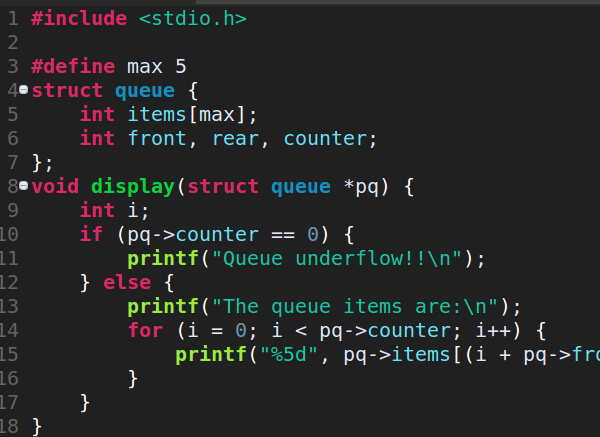 1 #include <stdio.h>
2
3 #define max 5
4 struct queue {
5     int items[max];
6     int front, rear, counter;
7 };
8 void display(struct queue *pq) {
9     int i;
10     if (pq->counter == 0) {
11         printf("Queue underflow!!\n");
12     } else {
13         printf("The queue items are:\n");
14         for (i = 0; i < pq->counter; i++) {
15             printf("%5d", pq->items[(i + pq->fro
16         }
17     }
18 }